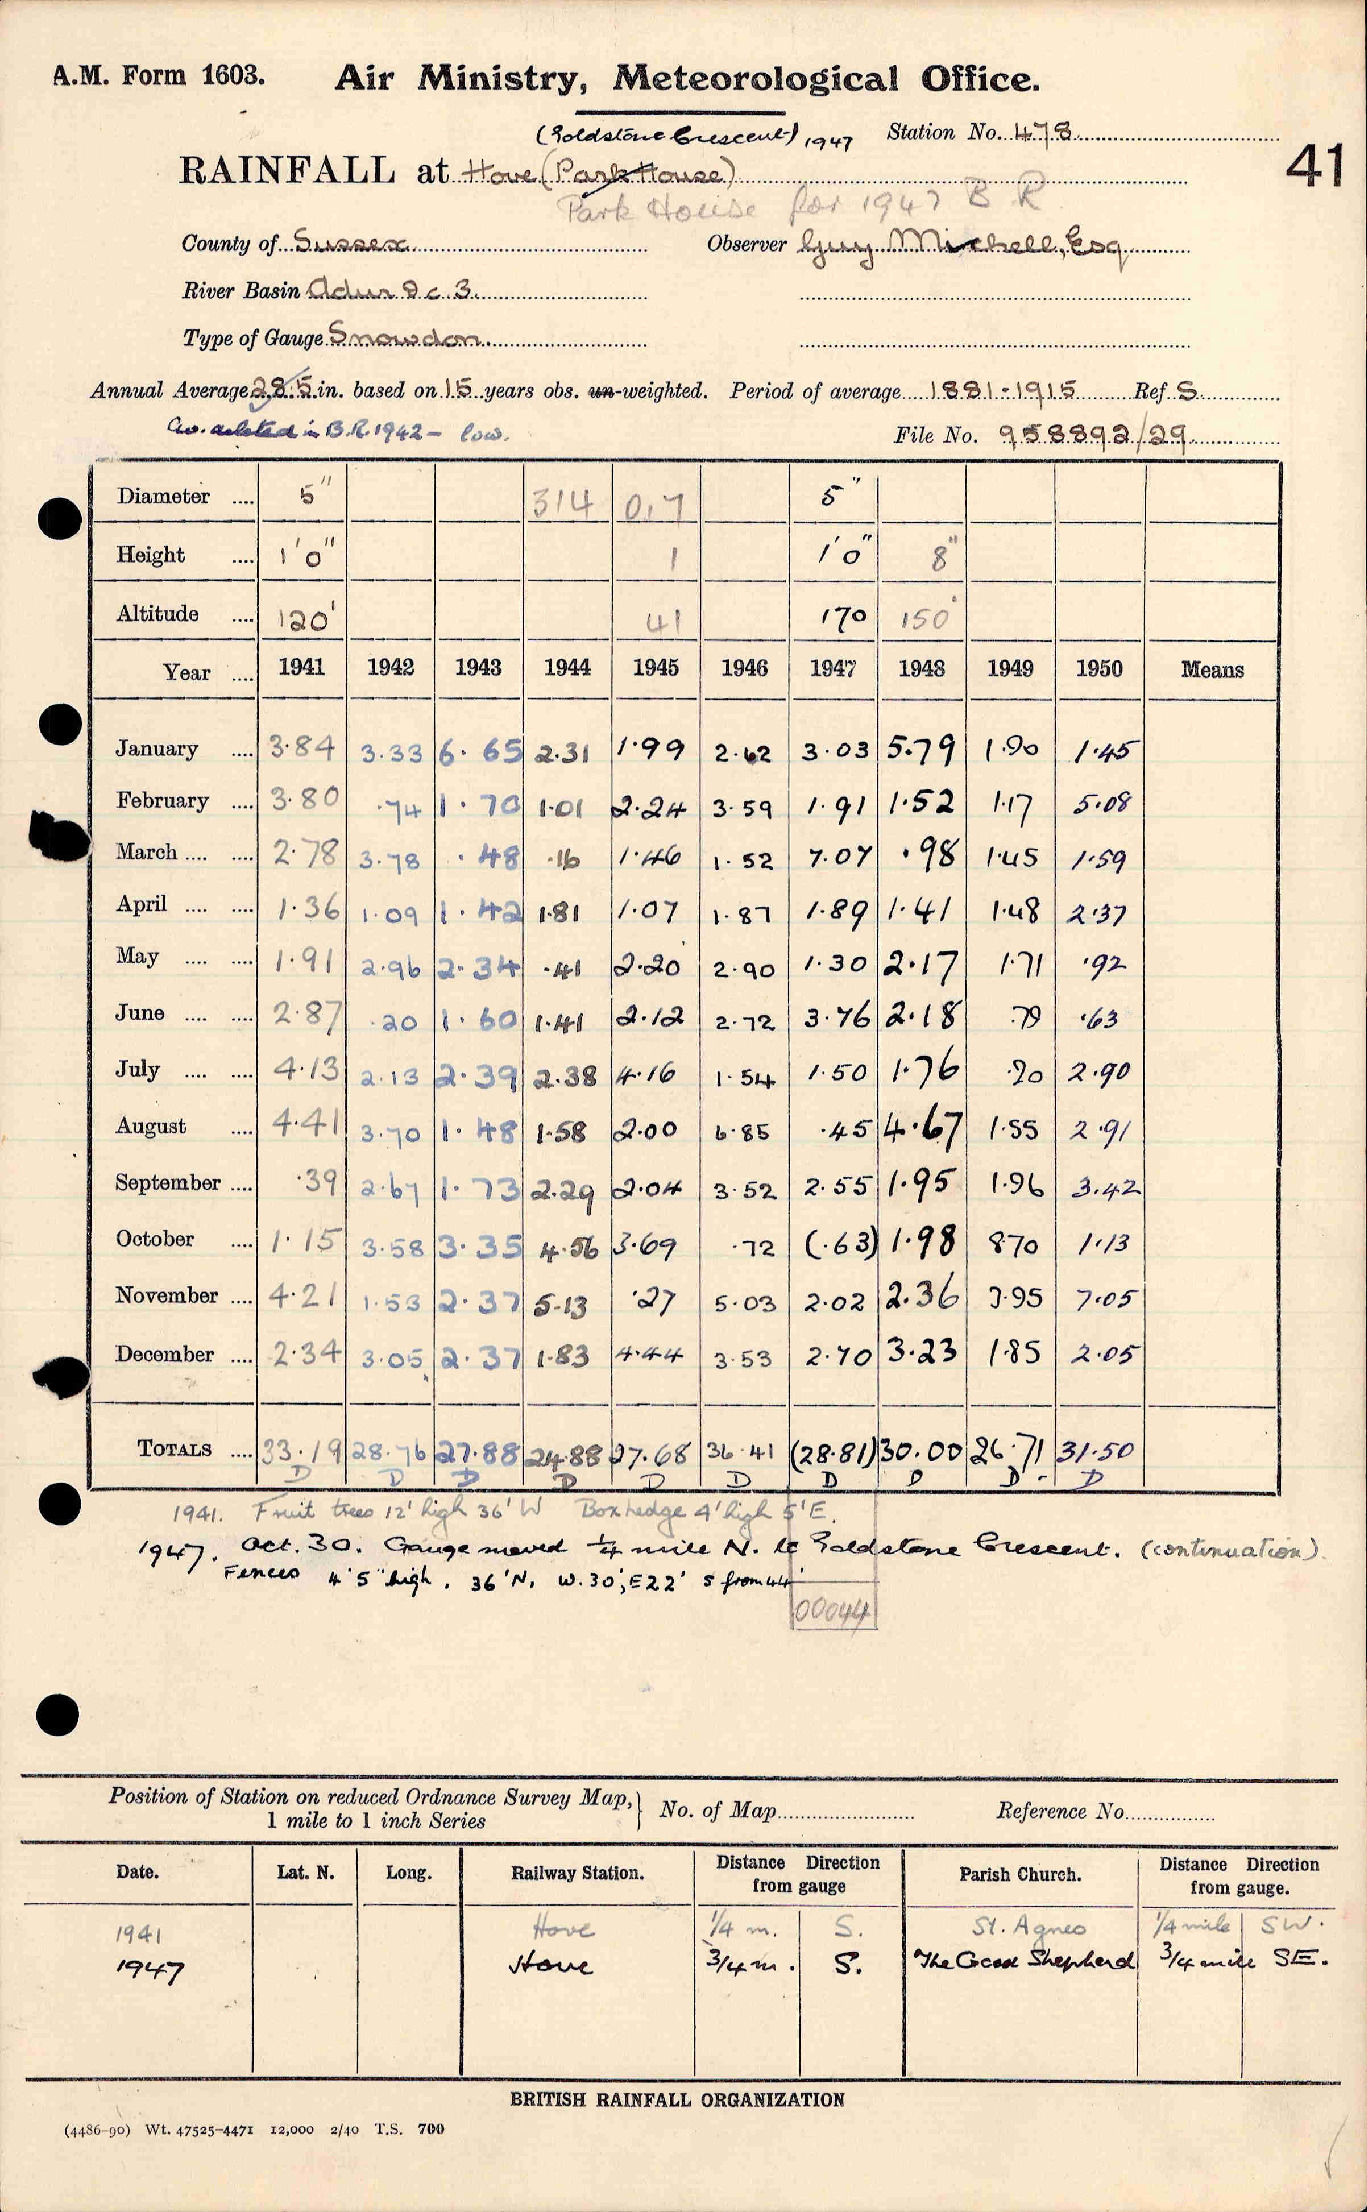 A.M. Form 1603. Air Ministry, Meteorological Office.
(Goldstone Crescent) 1947 Station No. 478
41
RAINFALL at Hove (Park House)
Park House for 1947 B R
County of Sussex Observer Guy Michell, Esq
River Basin Adur &c. 3.
Type of Gauge Snowdon.
Annual Average 28.5 in. based on 15 years obs. un-weighted. Period of average 1881-1915 Ref S
Av. deleted in B.R. 1942 - low. File No. 958892/29
Diameter .... 5" 314 0,7 5"
Height .... 1'0" 1 1'0" 8"
Altitude .... 120' 41 170 150'
Year .... 1941 1942 1943 1944 1945 1946 1947 1948 1949 1950 Means
January .... 3.84 3.33 6.65 2.31 1.99 2.62 3.03 5.79 1.90 1.45
February .... 3.80 .74 1.70 1.01 2.24 3.59 1.91 1.52 1.17 5.08
March .... .... 2.78 3.78 .48 .16 1.46 1.52 7.07 .98 1.45 1.59
April .... .... 1.36 1.09 1.42 1.81 1.07 1.87 1.89 1.41 1.48 2.37
May .... .... 1.91 2.96 2.34 .41 2.20 2.90 1.30 2.17 1.71 .92
June .... .... 2.87 .20 1.60 1.41 2.12 2.72 3.76 2.18 .79 .63
July .... .... 4.13 2.13 2.39 2.38 4.16 1.54 1.50 1.76 .20 2.90
August .... 4.41 3.70 1.48 1.58 2.00 6.85 .45 4.67 1.55 2.91
September .... .39 2.67 1.73 2.29 2.04 3.52 2.55 1.95 1.96 3.42
October .... 1.15 3.58 3.35 4.56 3.69 .72 (.63) 1.98 8.70 1.13
November .... 4.21 1.53 2.37 5.13 .27 5.03 2.02 2.36 3.95 7.05
December .... 2.34 3.05 2.37 1.83 4.44 3.53 2.70 3.23 1.85 2.05
TOTALS .... 33.19 28.76 27.88 24.88 27.68 36.41 (28.81) 30.00 26.71 31.50
D D D D D D D D D D
1941. Fruit trees 12' high 36' W Box hedge 4' high 5' E.
1947. Oct. 30. Gauge moved 1/4 mile N. to Goldstone Crescent. (continuation).
Fences 4'5" high. 36'N, W.30', E22' S from 44'
00044
Position of Station on reduced Ordnance Survey Map, } No. of Map Reference No.
1 mile to 1 inch Series
Date. Lat. N. Long. Railway Station. Distance Direction from gauge Parish Church. Distance Direction from gauge.
1941 Hove 1/4 m. S. St. Agnes 1/4 mile SW.
1947 Hove 3/4 m. S. The Good Shepherd 3/4 mile SE.
BRITISH RAINFALL ORGANIZATION
(4486-90) Wt. 47525-4471 12,000 2/40 T.S. 700